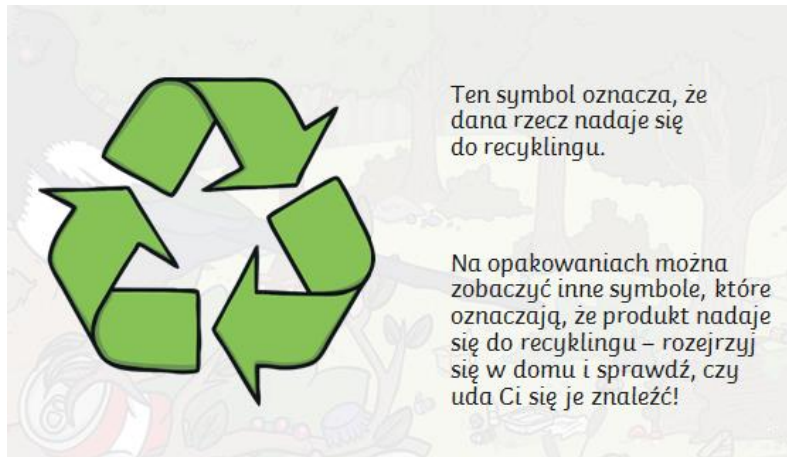 Ten symbol oznacza, że
dana rzecz nadaje się
do recyklingu.
Na opakowaniach można
zobaczyć inne symbole, które
oznaczają, że produkt nadaje
się do recyklingu – rozejrzyj
się w domu i sprawdź, czy
uda Ci się je znaleźć!